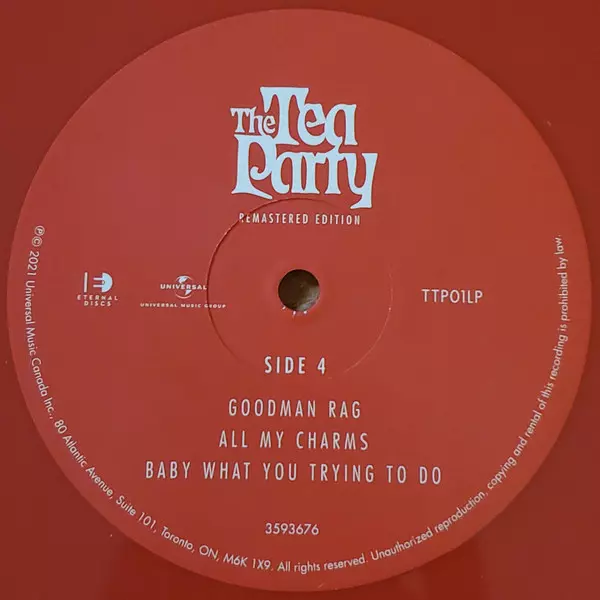 The Tea
Party
REMASTERED EDITION
ETERNAL
DISCS
UNIVERSAL
UNIVERSAL MUSIC GROUP
TTP01LP
SIDE 4
GOODMAN RAG
ALL MY CHARMS
BABY WHAT YOU TRYING TO DO
3593676
℗© 2021 Universal Music Canada Inc., 80 Atlantic Avenue, Suite 101, Toronto, ON, M6K 1X9. All rights reserved. Unauthorized reproduction, copying and rental of this recording is prohibited by law.